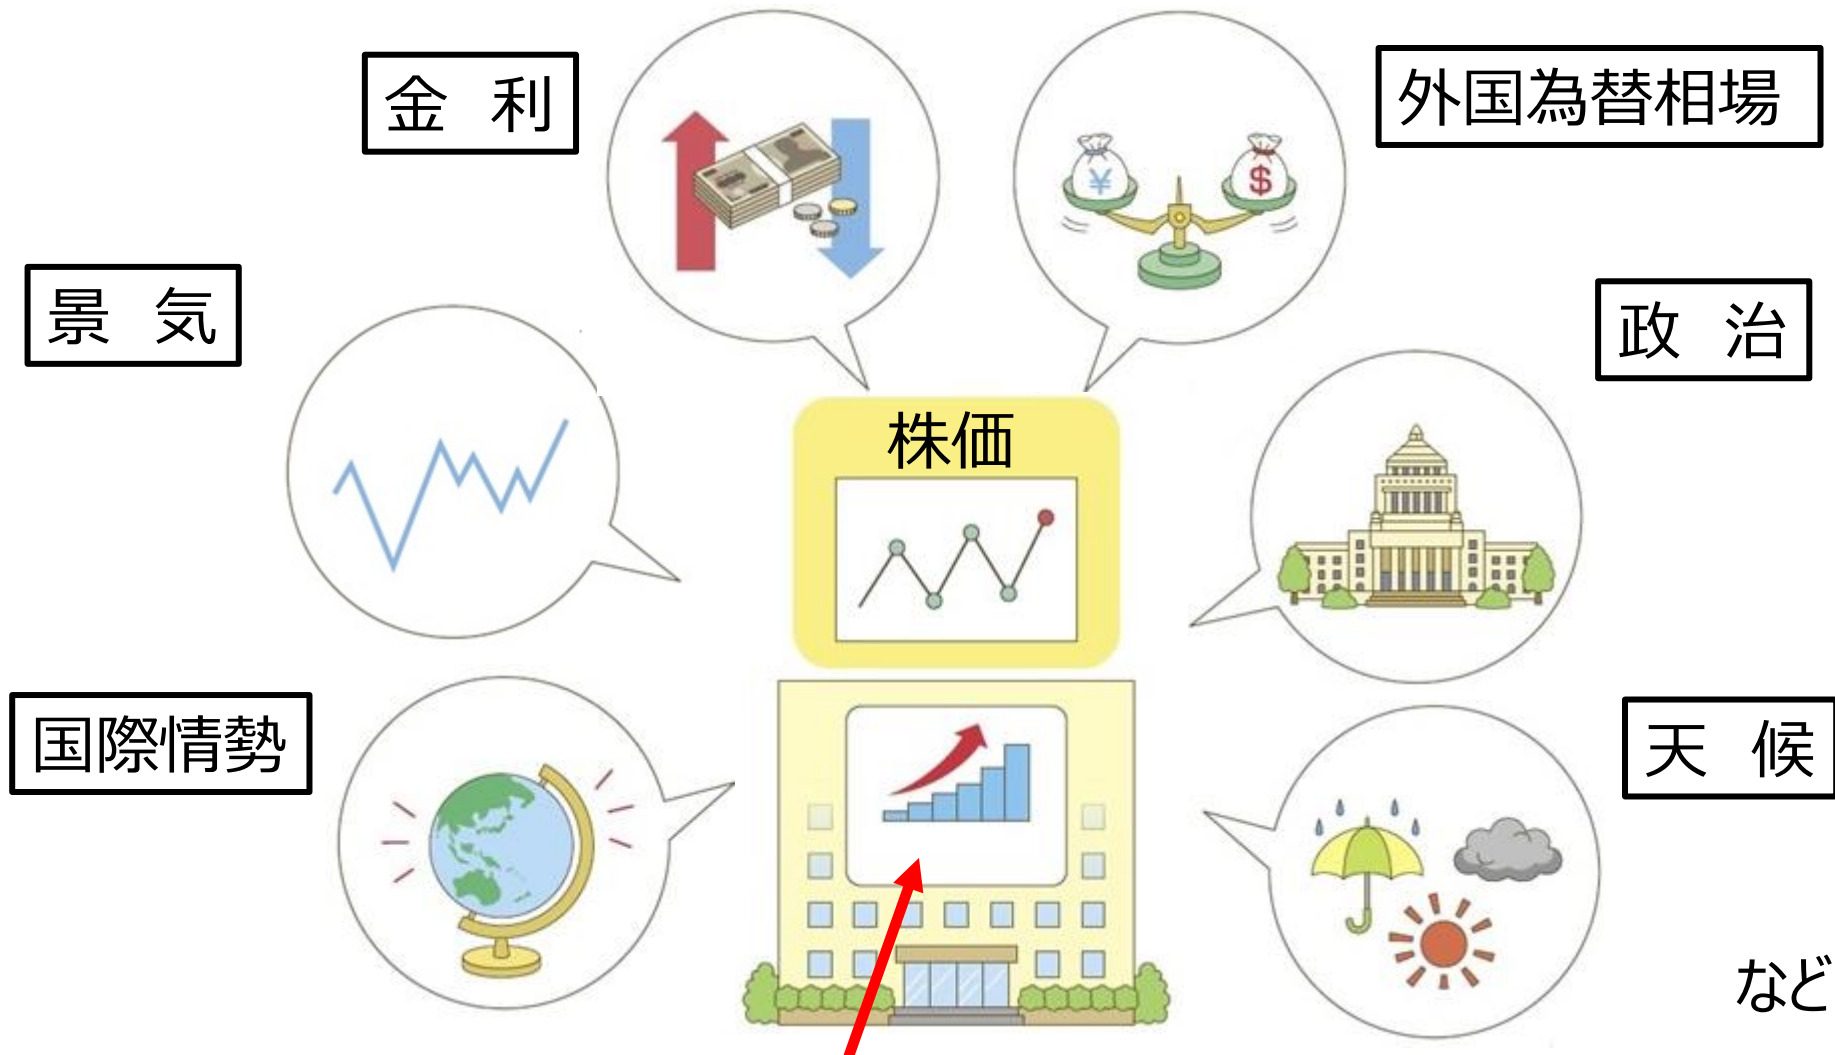 金 利
外国為替相場
景 気
政 治
株価
¥
$
国際情勢
天 候
など